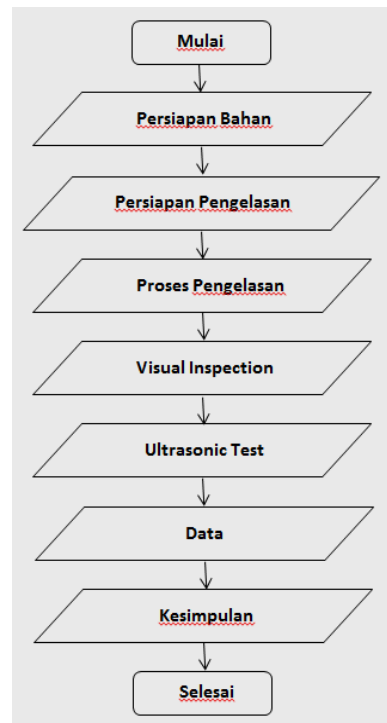 Mulai
Persiapan Bahan
Persiapan Pengelasan
Proses Pengelasan
Visual Inspection
Ultrasonic Test
Data
Kesimpulan
Selesai